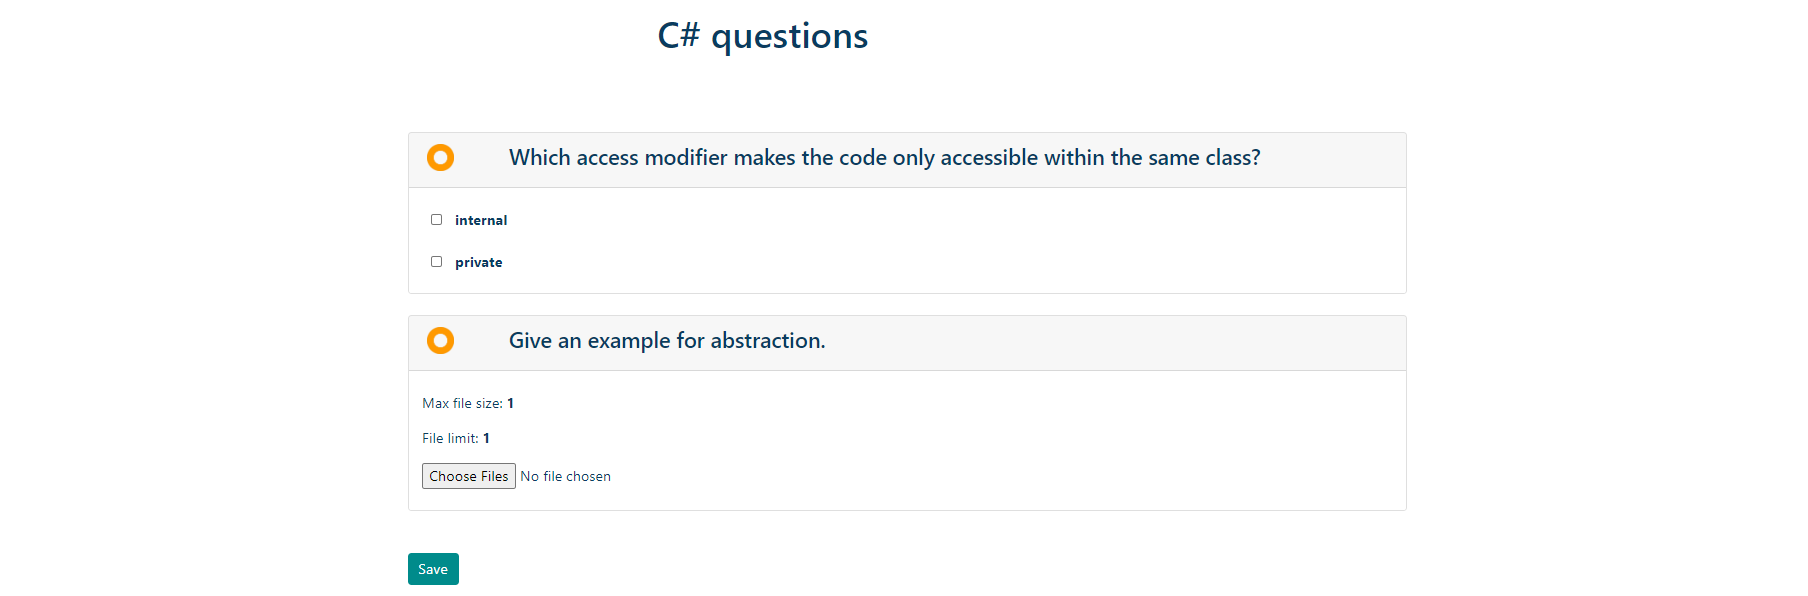 C# questions
Which access modifier makes the code only accessible within the same class?
internal
private
Give an example for abstraction.
Max file size: 1
File limit: 1
Choose Files No file chosen
Save